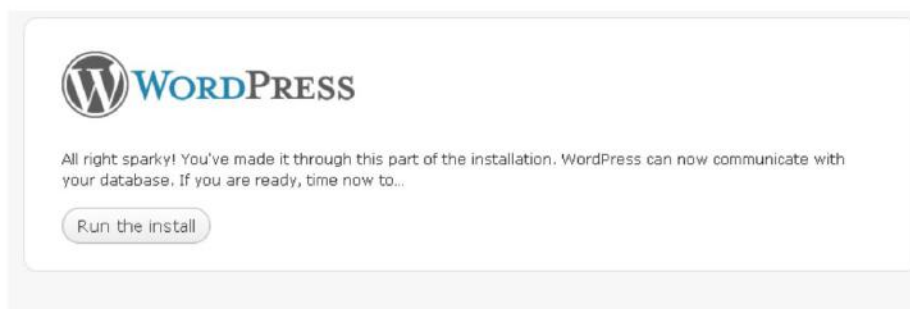 WORDPRESS
All right sparky! You've made it through this part of the installation. WordPress can now communicate with
your database. If you are ready, time now to...
Run the install